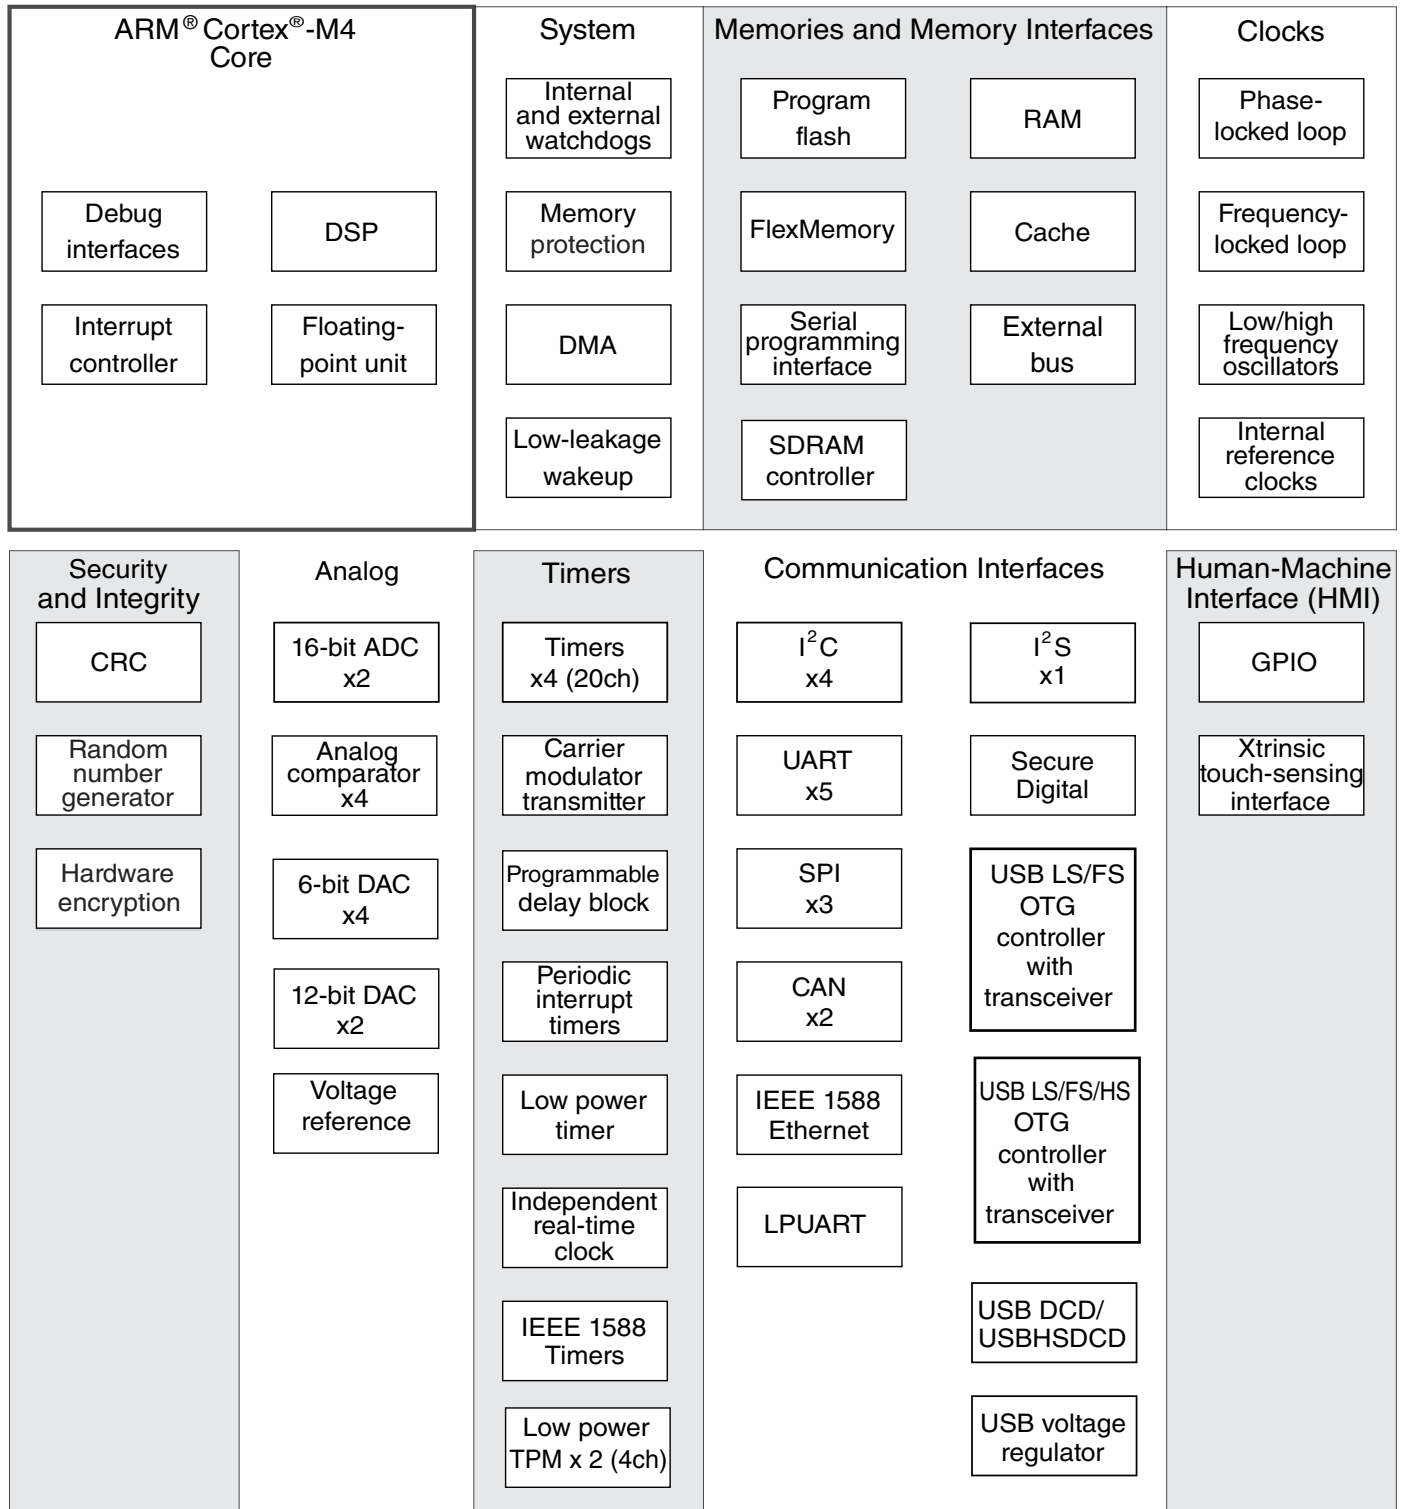 ARM® Cortex®-M4
Core
Debug
interfaces
DSP
Interrupt
controller
Floating-
point unit
System
Internal
and external
watchdogs
Memory
protection
DMA
Low-leakage
wakeup
Memories and Memory Interfaces
Program
flash
RAM
FlexMemory
Cache
Serial
programming
interface
External
bus
SDRAM
controller
Clocks
Phase-
locked loop
Frequency-
locked loop
Low/high
frequency
oscillators
Internal
reference
clocks
Security
and Integrity
CRC
Random
number
generator
Hardware
encryption
Analog
16-bit ADC
x2
Analog
comparator
x4
6-bit DAC
x4
12-bit DAC
x2
Voltage
reference
Timers
Timers
x4 (20ch)
Carrier
modulator
transmitter
Programmable
delay block
Periodic
interrupt
timers
Low power
timer
Independent
real-time
clock
IEEE 1588
Timers
Low power
TPM x 2 (4ch)
Communication Interfaces
I²C
x4
I²S
x1
UART
x5
Secure
Digital
SPI
x3
USB LS/FS
OTG
controller
with
transceiver
CAN
x2
IEEE 1588
Ethernet
USB LS/FS/HS
OTG
controller
with
transceiver
LPUART
USB DCD/
USBHSDCD
USB voltage
regulator
Human-Machine
Interface (HMI)
GPIO
Xtrinsic
touch-sensing
interface